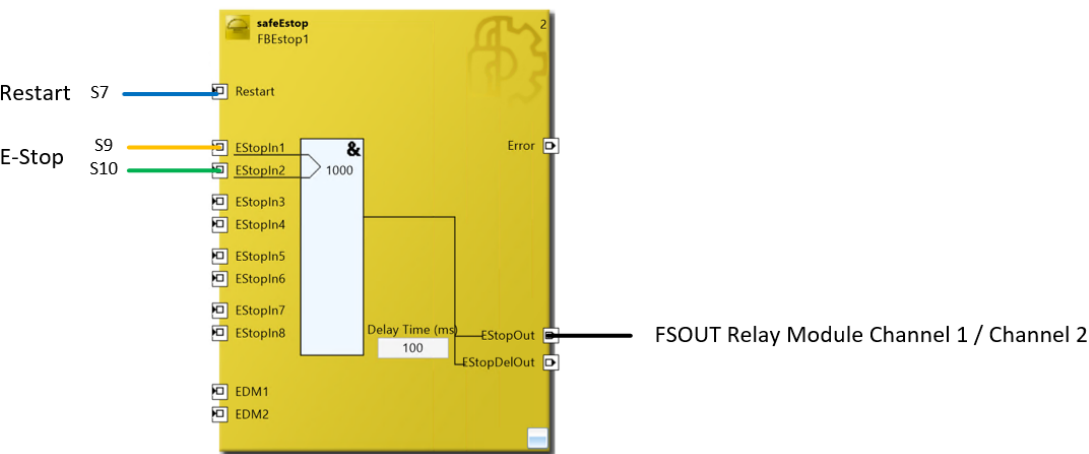 safeEstop
2
FBEstop1
Restart S7
Restart
E-Stop
S9
S10
EStopIn1
EStopIn2
EStopIn3
EStopIn4
EStopIn5
EStopIn6
EStopIn7
EStopIn8
EDM1
EDM2
&
1000
Error
Delay Time (ms)
100
EStopOut
EStopDelOut
FSOUT Relay Module Channel 1 / Channel 2